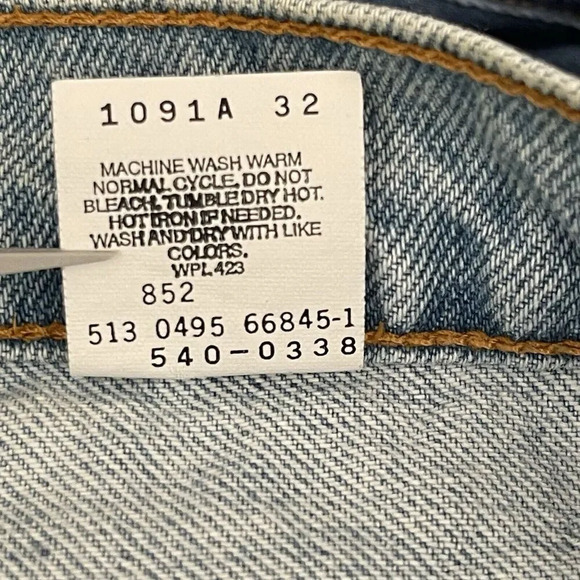 1091A 32
MACHINE WASH WARM
NORMAL CYCLE. DO NOT
BLEACH. TUMBLE DRY HOT.
HOT IRON IF NEEDED.
WASH AND DRY WITH LIKE
COLORS.
WPL 423
852
513 0495 66845-1
540-0338